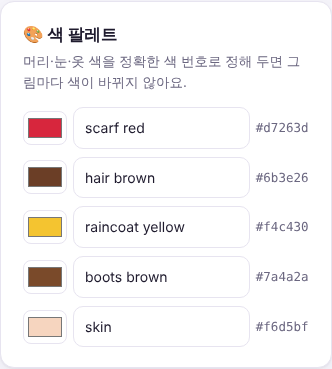 🎨 색 팔레트
머리·눈·옷 색을 정확한 색 번호로 정해 두면 그
림마다 색이 바뀌지 않아요.
scarf red #d7263d
hair brown #6b3e26
raincoat yellow #f4c430
boots brown #7a4a2a
skin #f6d5bf